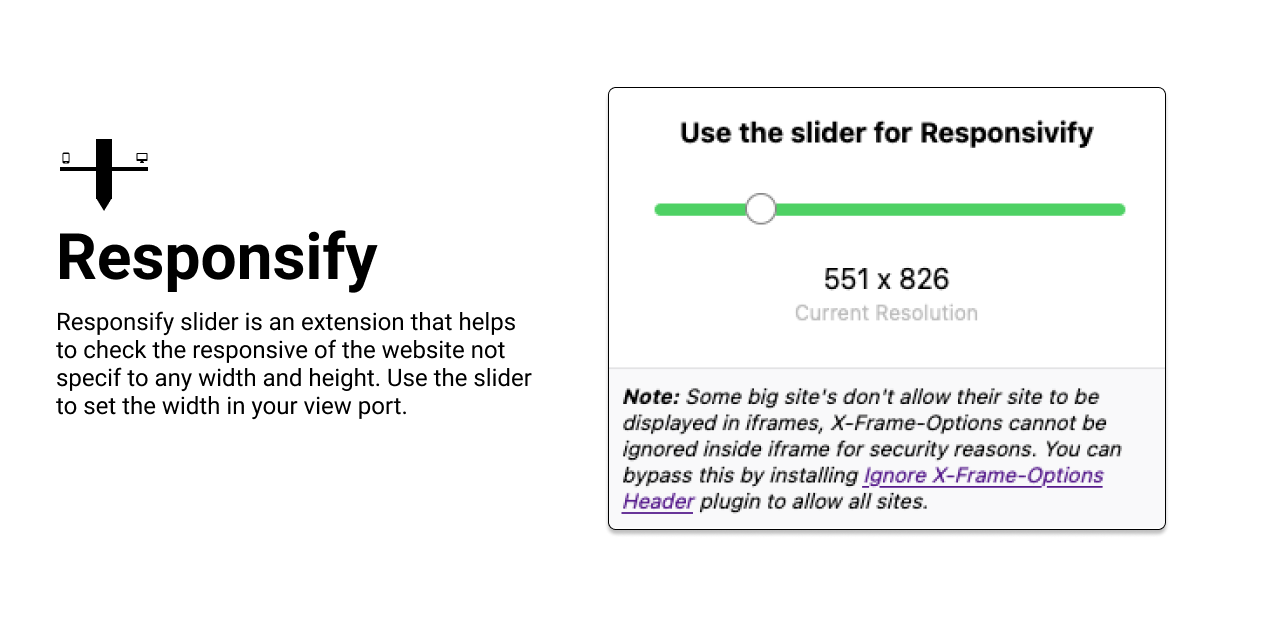 Responsify
Responsify slider is an extension that helps
to check the responsive of the website not
specif to any width and height. Use the slider
to set the width in your view port.
Use the slider for Responsivify
551 x 826
Current Resolution
Note: Some big site's don't allow their site to be
displayed in iframes, X-Frame-Options cannot be
ignored inside iframe for security reasons. You can
bypass this by installing Ignore X-Frame-Options
Header plugin to allow all sites.